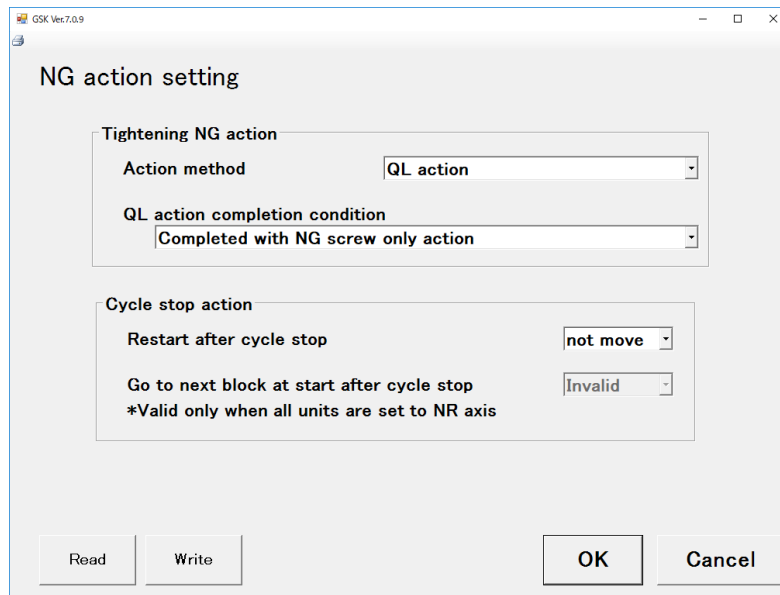 GSK Ver.7.0.9
NG action setting
Tightening NG action
Action method
QL action
QL action completion condition
Completed with NG screw only action
Cycle stop action
Restart after cycle stop
not move
Go to next block at start after cycle stop
Invalid
*Valid only when all units are set to NR axis
Read
Write
OK
Cancel